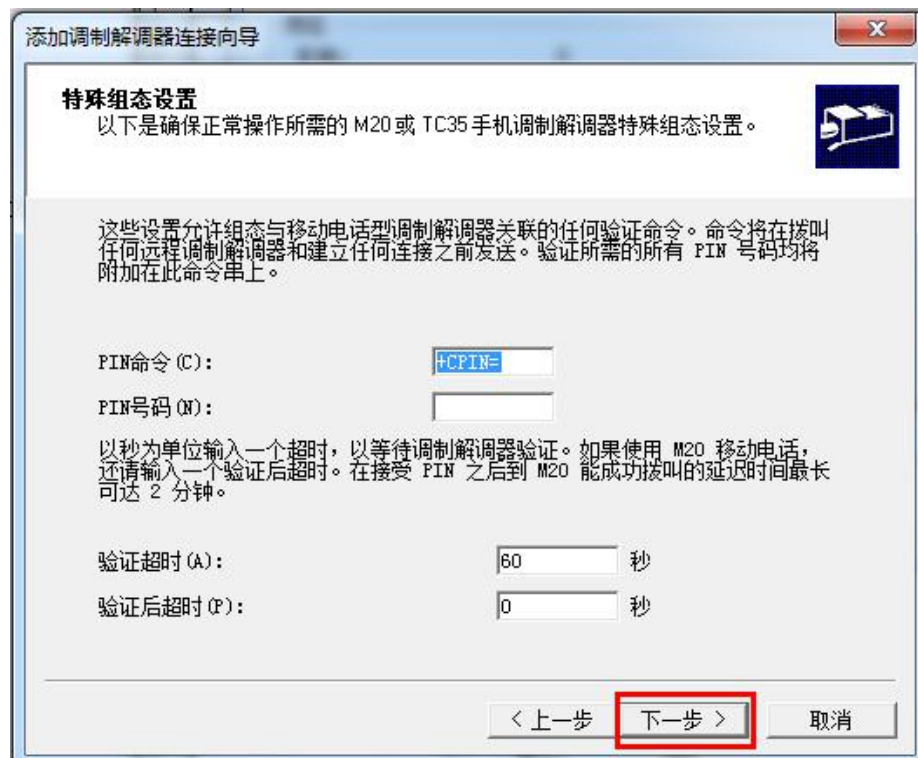 添加调制解调器连接向导
特殊组态设置
以下是确保正常操作所需的 M20 或 TC35 手机调制解调器特殊组态设置。
这些设置允许组态与移动电话型调制解调器关联的任何验证命令。命令将在拨叫
任何远程调制解调器和建立任何连接之前发送。验证所需的所有 PIN 号码均将
附加在此命令串上。
PIN命令(C): +CPIN=
PIN号码(N):
以秒为单位输入一个超时，以等待调制解调器验证。如果使用 M20 移动电话，
还请输入一个验证后超时。在接受 PIN 之后到 M20 能成功拨叫的延迟时间最长
可达 2 分钟。
验证超时(A): 60 秒
验证后超时(P): 0 秒
<上一步 下一步> 取消